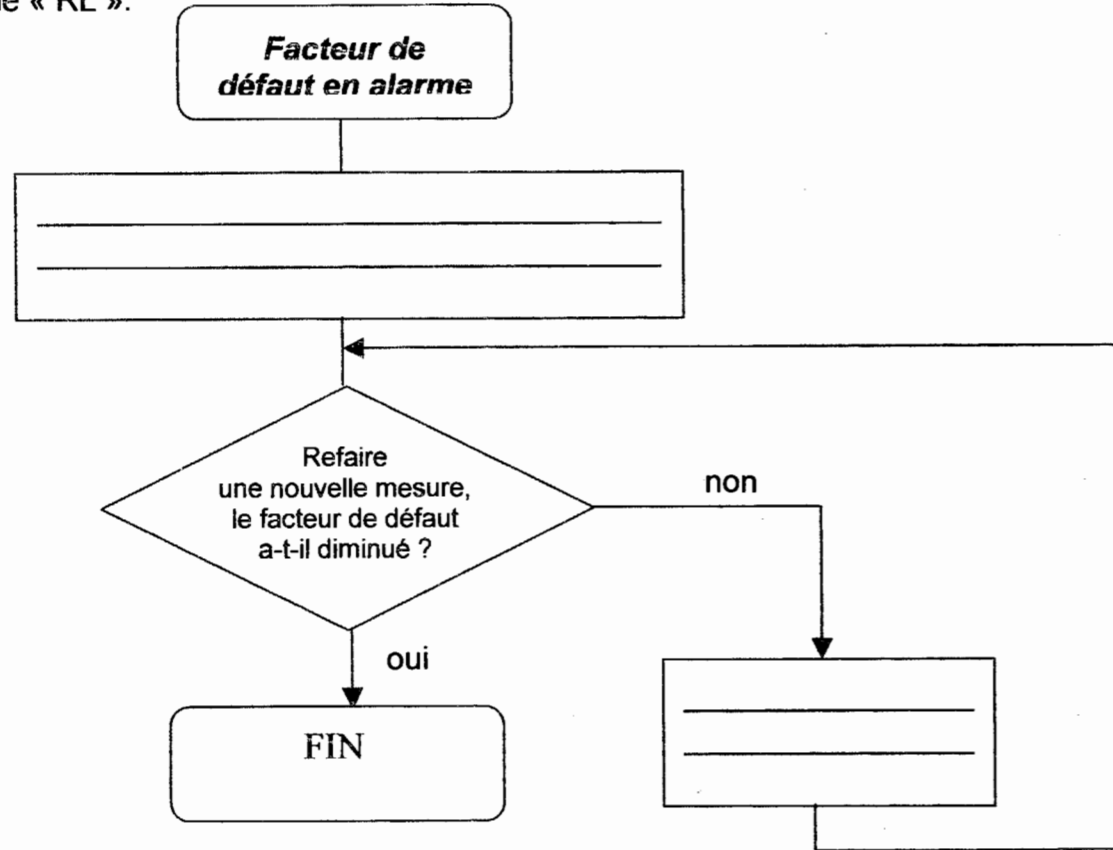 « RL ».
Facteur de
défaut en alarme
Refaire
une nouvelle mesure,
le facteur de défaut
a-t-il diminué ?
non
oui
FIN